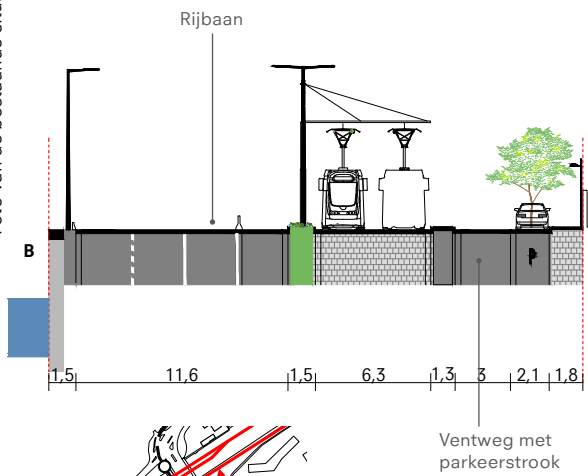 Rijbaan
B
1,5 11,6 1,5 6,3 1,3 3 2,1 1,8
Ventweg met
parkeerstrook